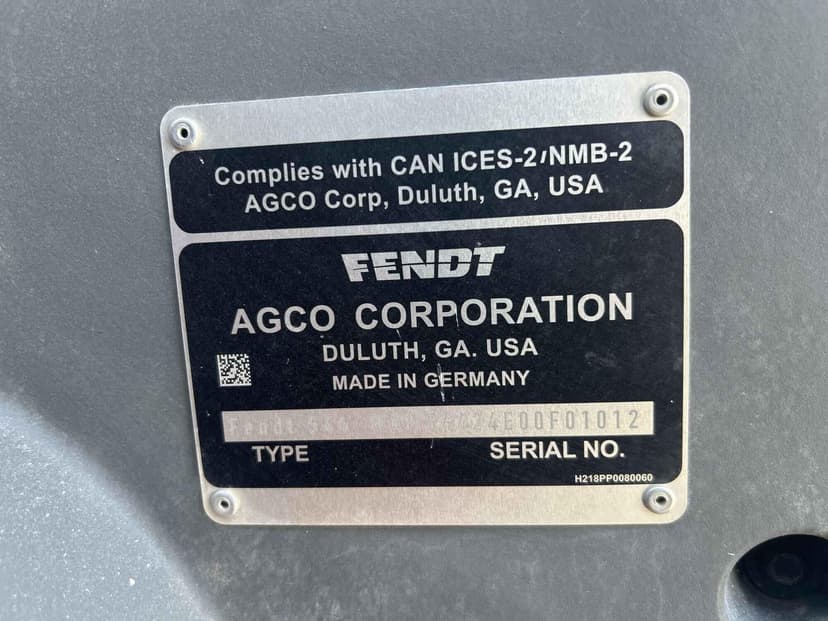 Complies with CAN ICES-2/NMB-2
AGCO Corp, Duluth, GA, USA
FENDT
AGCO CORPORATION
DULUTH, GA. USA
MADE IN GERMANY
Fendt
TYPE SERIAL NO.
H218PP0080060